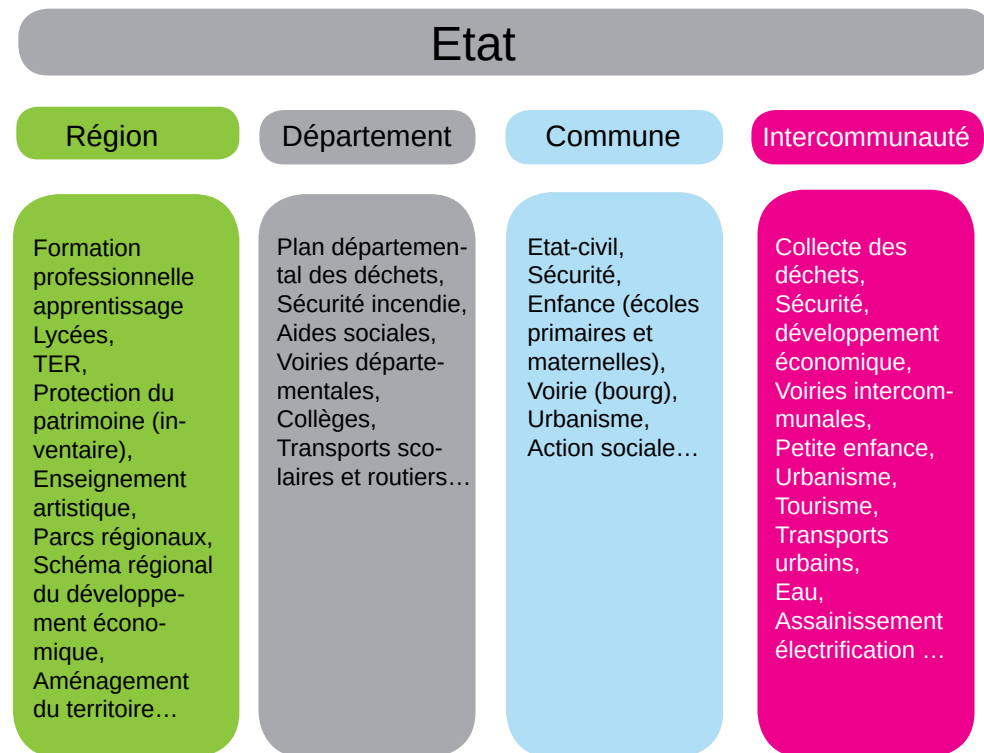 Etat
Région
Département
Commune
Intercommunauté
Formation
professionnelle
apprentissage
Lycées,
TER,
Protection du
patrimoine (in-
ventaire),
Enseignement
artistique,
Parcs régionaux,
Schéma régional
du développe-
ment écono-
mique,
Aménagement
du territoire…
Plan départemen-
tal des déchets,
Sécurité incendie,
Aides sociales,
Voiries départe-
mentales,
Collèges,
Transports sco-
laires et routiers…
Etat-civil,
Sécurité,
Enfance (écoles
primaires et
maternelles),
Voirie (bourg),
Urbanisme,
Action sociale…
Collecte des
déchets,
Sécurité,
développement
économique,
Voiries intercom-
munales,
Petite enfance,
Urbanisme,
Tourisme,
Transports
urbains,
Eau,
Assainissement
électrification …